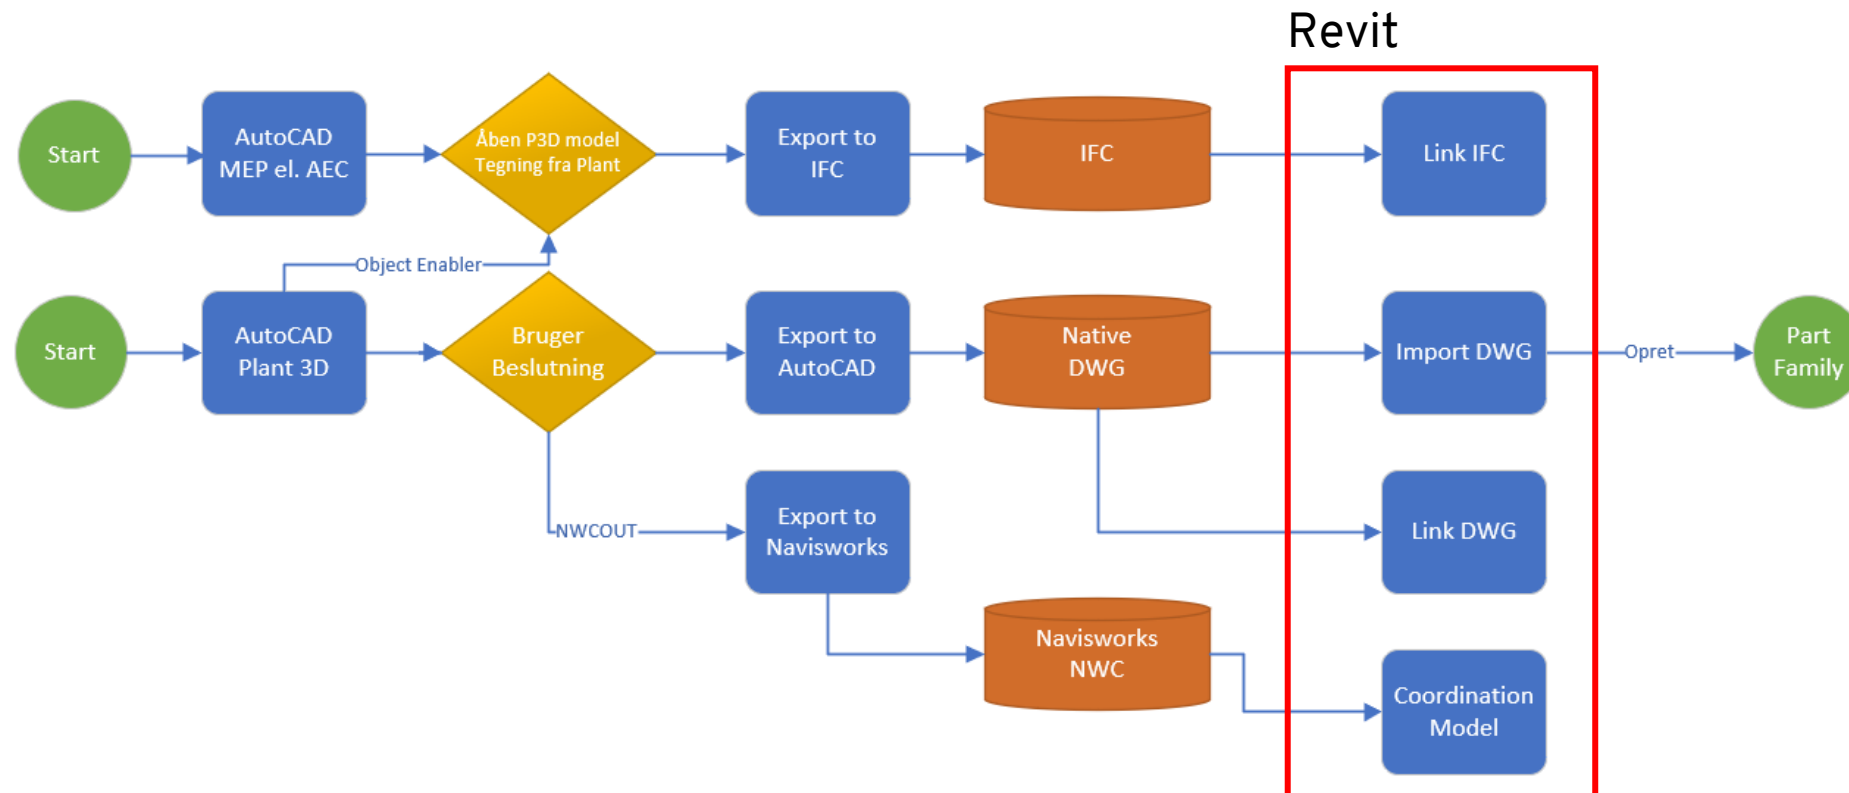 Revit
Start
AutoCAD
MEP el. AEC
Åben P3D model
Tegning fra Plant
Export to
IFC
IFC
Link IFC
Object Enabler
Start
AutoCAD
Plant 3D
Bruger
Beslutning
Export to
AutoCAD
Native
DWG
Import DWG
Opret
Part
Family
NWCOUT
Export to
Navisworks
Link DWG
Navisworks
NWC
Coordination
Model